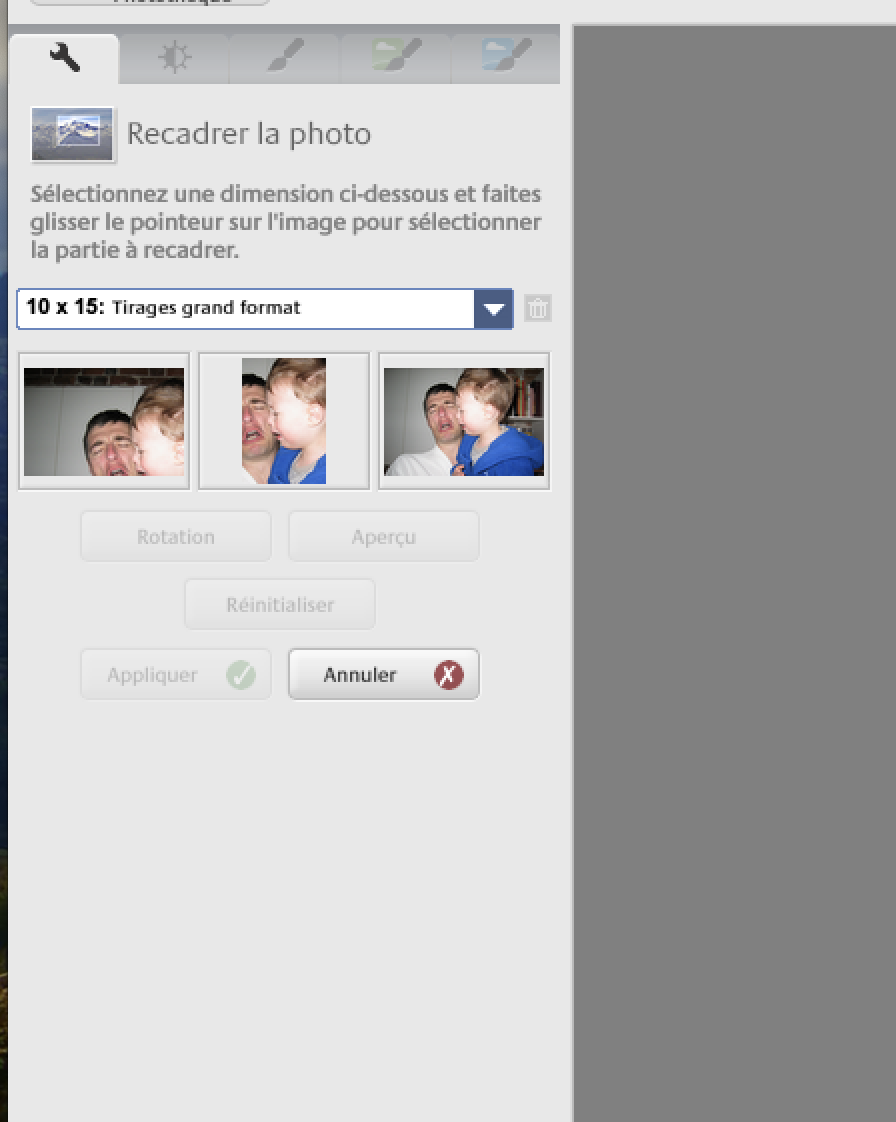 Photothèque
Recadrer la photo
Sélectionnez une dimension ci-dessous et faites
glisser le pointeur sur l'image pour sélectionner
la partie à recadrer.
10 x 15: Tirages grand format
Rotation
Aperçu
Réinitialiser
Appliquer
Annuler